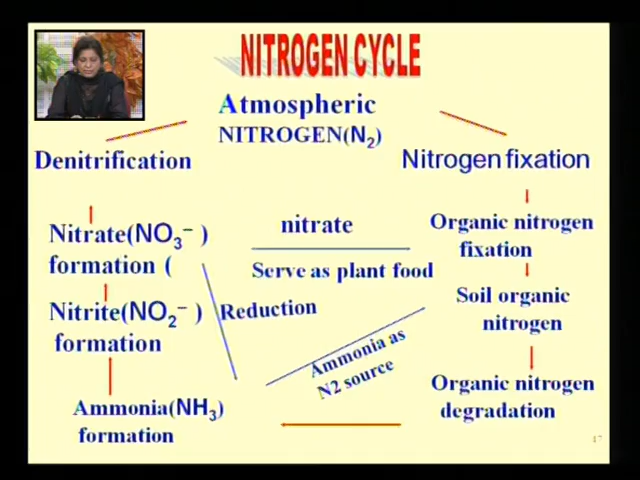 NITROGEN CYCLE
Atmospheric
NITROGEN(N₂)
Denitrification
Nitrogen fixation
Nitrate(NO₃⁻ )
formation (
nitrate
Serve as plant food
Organic nitrogen
fixation
Nitrite(NO₂⁻ )
formation
Reduction
Soil organic
nitrogen
Ammonia as
N2 source
Organic nitrogen
degradation
Ammonia(NH₃)
formation
17